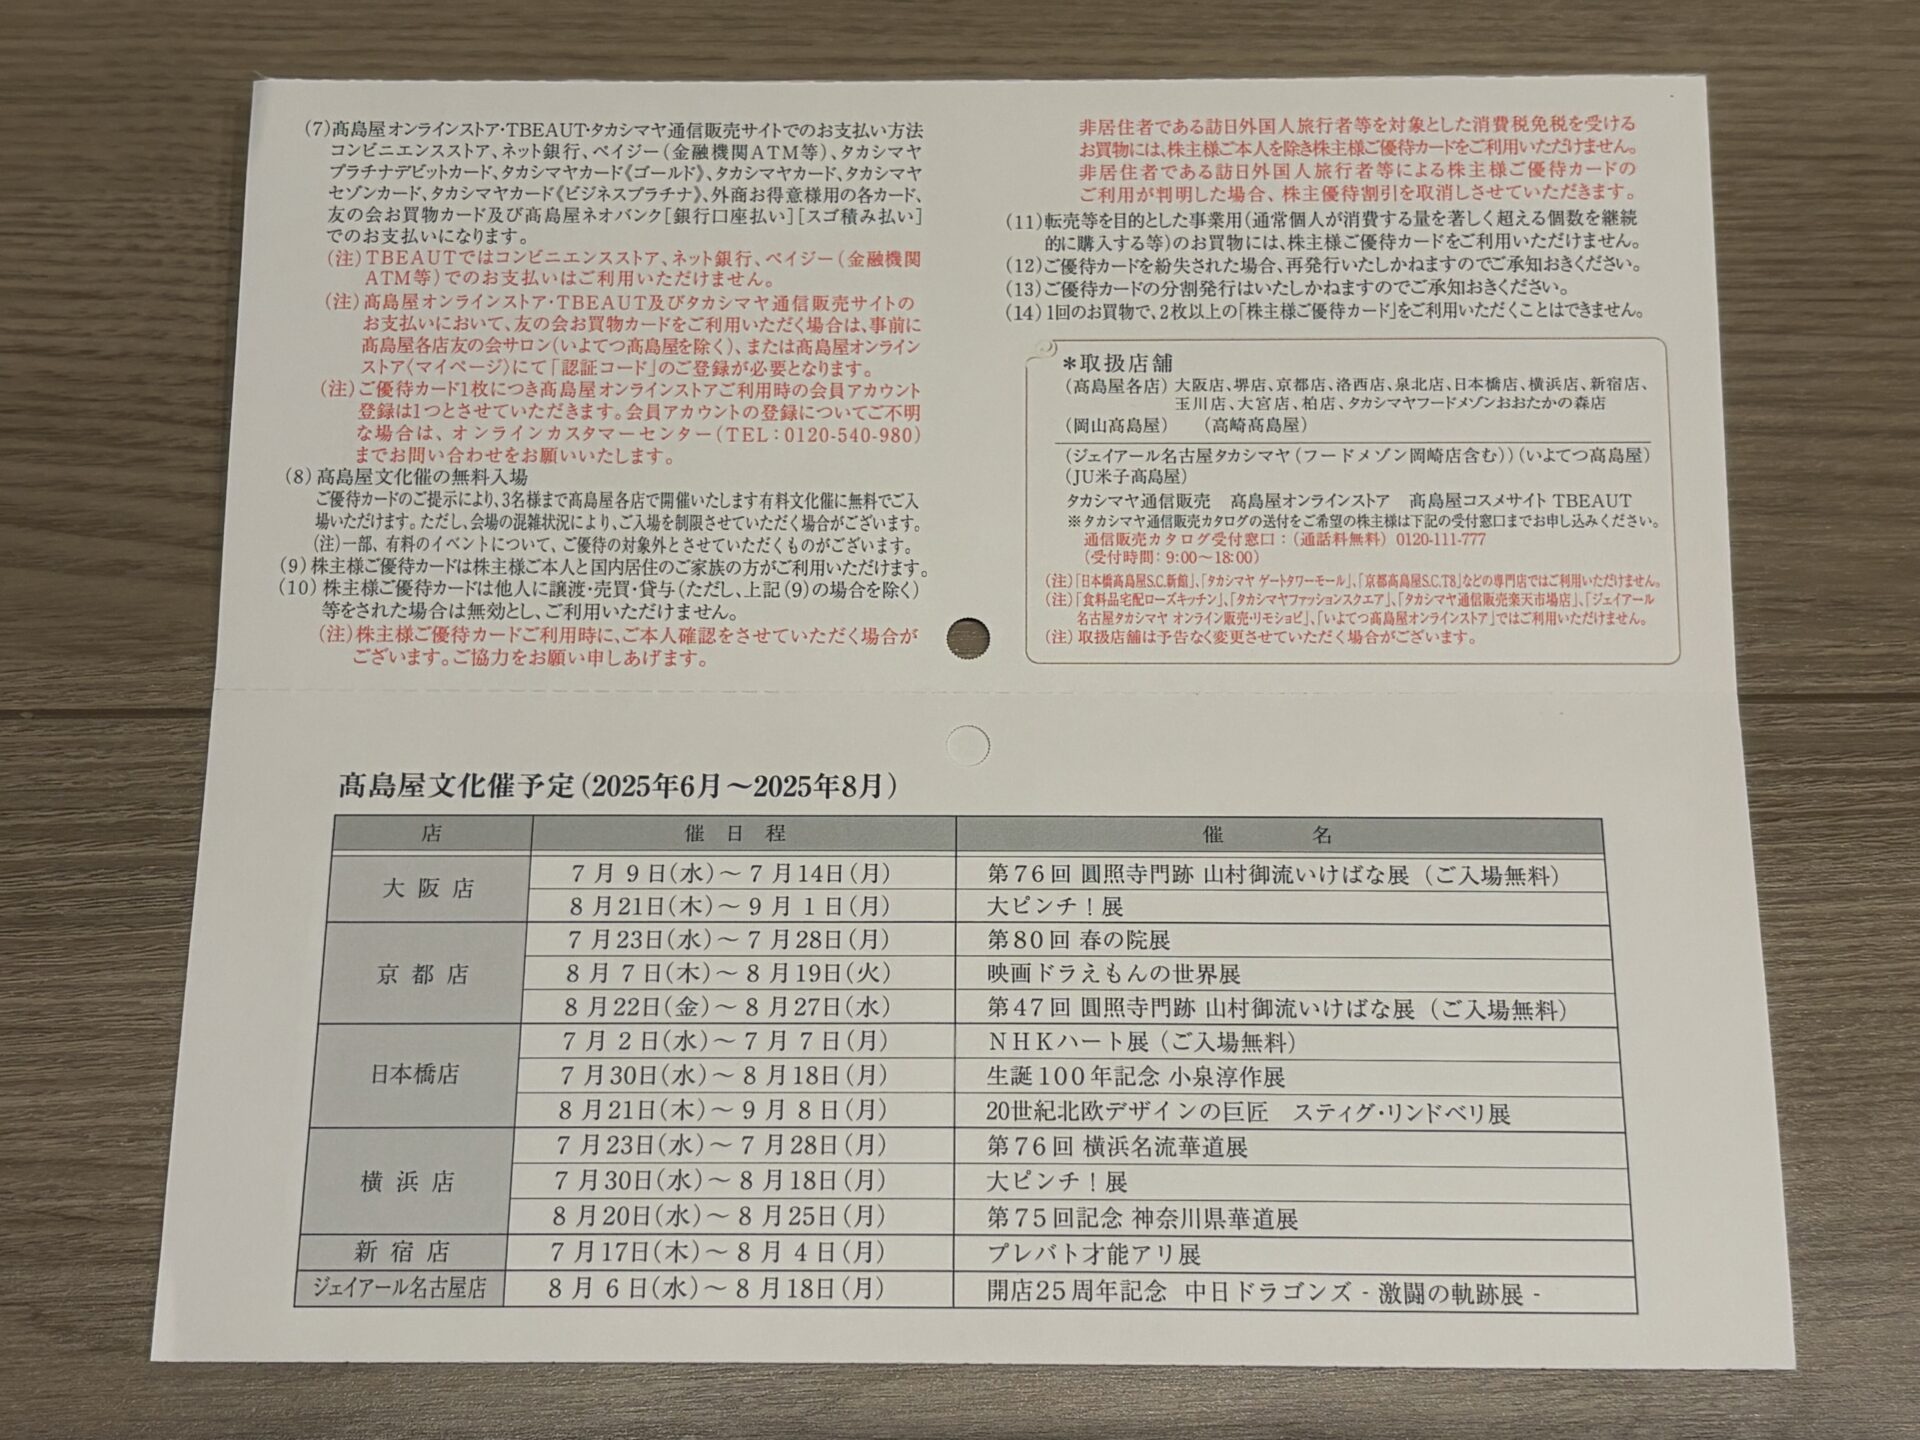 (7)髙島屋オンラインストア・TBEAUT・タカシマヤ通信販売サイトでのお支払い方法
コンビニエンスストア、ネット銀行、ペイジー(金融機関ATM等)、タカシマヤ
プラチナデビットカード、タカシマヤカード《ゴールド》、タカシマヤカード、タカシマヤ
セゾンカード、タカシマヤカード《ビジネスプラチナ》、外商お得意様用の各カード、
友の会お買物カード及び髙島屋ネオバンク[銀行口座払い][スゴ積み払い]
でのお支払いになります。
(注)TBEAUTではコンビニエンスストア、ネット銀行、ペイジー(金融機関
ATM等)でのお支払いはご利用いただけません。
(注)髙島屋オンラインストア・TBEAUT及びタカシマヤ通信販売サイトの
お支払いにおいて、友の会お買物カードをご利用いただく場合は、事前に
髙島屋各店友の会サロン(いよてつ髙島屋を除く)、または髙島屋オンライン
ストア〈マイページ〉にて「認証コード」のご登録が必要となります。
(注)ご優待カード1枚につき髙島屋オンラインストアご利用時の会員アカウント
登録は1つとさせていただきます。会員アカウントの登録についてご不明
な場合は、オンラインカスタマーセンター(TEL:0120-540-980)
までお問い合わせをお願いいたします。
(8)髙島屋文化催の無料入場
ご優待カードのご提示により、3名様まで髙島屋各店で開催いたします有料文化催に無料でご入
場いただけます。ただし、会場の混雑状況により、ご入場を制限させていただく場合がございます。
(注)一部、有料のイベントについて、ご優待の対象外とさせていただくものがございます。
(9)株主様ご優待カードは株主様ご本人と国内居住のご家族の方がご利用いただけます。
(10)株主様ご優待カードは他人に譲渡・売買・貸与(ただし、上記(9)の場合を除く)
等をされた場合は無効とし、ご利用いただけません。
(注)株主様ご優待カードご利用時に、ご本人確認をさせていただく場合が
ございます。ご協力をお願い申しあげます。
非居住者である訪日外国人旅行者等を対象とした消費税免税を受ける
お買物には、株主様ご本人を除き株主様ご優待カードをご利用いただけません。
非居住者である訪日外国人旅行者等による株主様ご優待カードの
ご利用が判明した場合、株主優待割引を取消しさせていただきます。
(11)転売等を目的とした事業用(通常個人が消費する量を著しく超える個数を継続
的に購入する等)のお買物には、株主様ご優待カードをご利用いただけません。
(12)ご優待カードを紛失された場合、再発行いたしかねますのでご承知おきください。
(13)ご優待カードの分割発行はいたしかねますのでご承知おきください。
(14)1回のお買物で、2枚以上の「株主様ご優待カード」をご利用いただくことはできません。
*取扱店舗
(髙島屋各店)大阪店、堺店、京都店、洛西店、泉北店、日本橋店、横浜店、新宿店、
玉川店、大宮店、柏店、タカシマヤフードメゾンおおたかの森店
(岡山髙島屋) (高崎髙島屋)
(ジェイアール名古屋タカシマヤ(フードメゾン岡崎店含む))(いよてつ髙島屋)
(JU米子髙島屋)
タカシマヤ通信販売 髙島屋オンラインストア 髙島屋コスメサイト TBEAUT
※タカシマヤ通信販売カタログの送付をご希望の株主様は下記の受付窓口までお申し込みください。
通信販売カタログ受付窓口:(通話料無料) 0120-111-777
(受付時間: 9:00〜18:00)
(注)「日本橋髙島屋S.C.新館」、「タカシマヤ ゲートタワーモール」、「京都髙島屋S.C.T8」などの専門店ではご利用いただけません。
(注)「食料品宅配ローズキッチン」、「タカシマヤファッションスクエア」、「タカシマヤ通信販売楽天市場店」、「ジェイアール
名古屋タカシマヤ オンライン販売・リモショピ」、「いよてつ髙島屋オンラインストア」ではご利用いただけません。
(注)取扱店舗は予告なく変更させていただく場合がございます。
髙島屋文化催予定(2025年6月〜2025年8月)
店 催日程 催名
大阪店 7月9日(水)〜7月14日(月) 第76回 圓照寺門跡 山村御流いけばな展(ご入場無料)
8月21日(木)〜9月1日(月) 大ピンチ!展
京都店 7月23日(水)〜7月28日(月) 第80回 春の院展
8月7日(木)〜8月19日(火) 映画ドラえもんの世界展
8月22日(金)〜8月27日(水) 第47回 圓照寺門跡 山村御流いけばな展(ご入場無料)
日本橋店 7月2日(水)〜7月7日(月) NHKハート展(ご入場無料)
7月30日(水)〜8月18日(月) 生誕100年記念 小泉淳作展
8月21日(木)〜9月8日(月) 20世紀北欧デザインの巨匠 スティグ・リンドベリ展
横浜店 7月23日(水)〜7月28日(月) 第76回 横浜名流華道展
7月30日(水)〜8月18日(月) 大ピンチ!展
8月20日(水)〜8月25日(月) 第75回記念 神奈川県華道展
新宿店 7月17日(木)〜8月4日(月) プレバト才能アリ展
ジェイアール名古屋店 8月6日(水)〜8月18日(月) 開店25周年記念 中日ドラゴンズ - 激闘の軌跡展 -